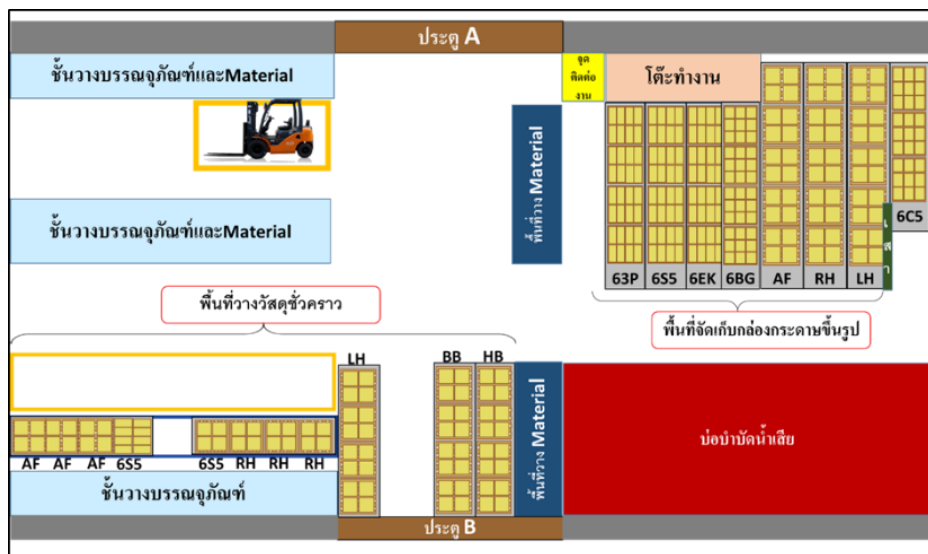 ประตู A
ชั้นวางบรรณจุภัณฑ์และMaterial
จุด
ติดต่อ
งาน
โต๊ะทำงาน
พื้นที่วาง Material
ชั้นวางบรรณจุภัณฑ์และMaterial
6C5
เสา
63P 6S5 6EK 6BG AF RH LH
พื้นที่วางวัสดุชั่วคราว
พื้นที่จัดเก็บกล่องกระดาษขึ้นรูป
LH BB HB
พื้นที่วาง Material
บ่อบำบัดน้ำเสีย
AF AF AF 6S5 6S5 RH RH RH
ชั้นวางบรรณจุภัณฑ์
ประตู B